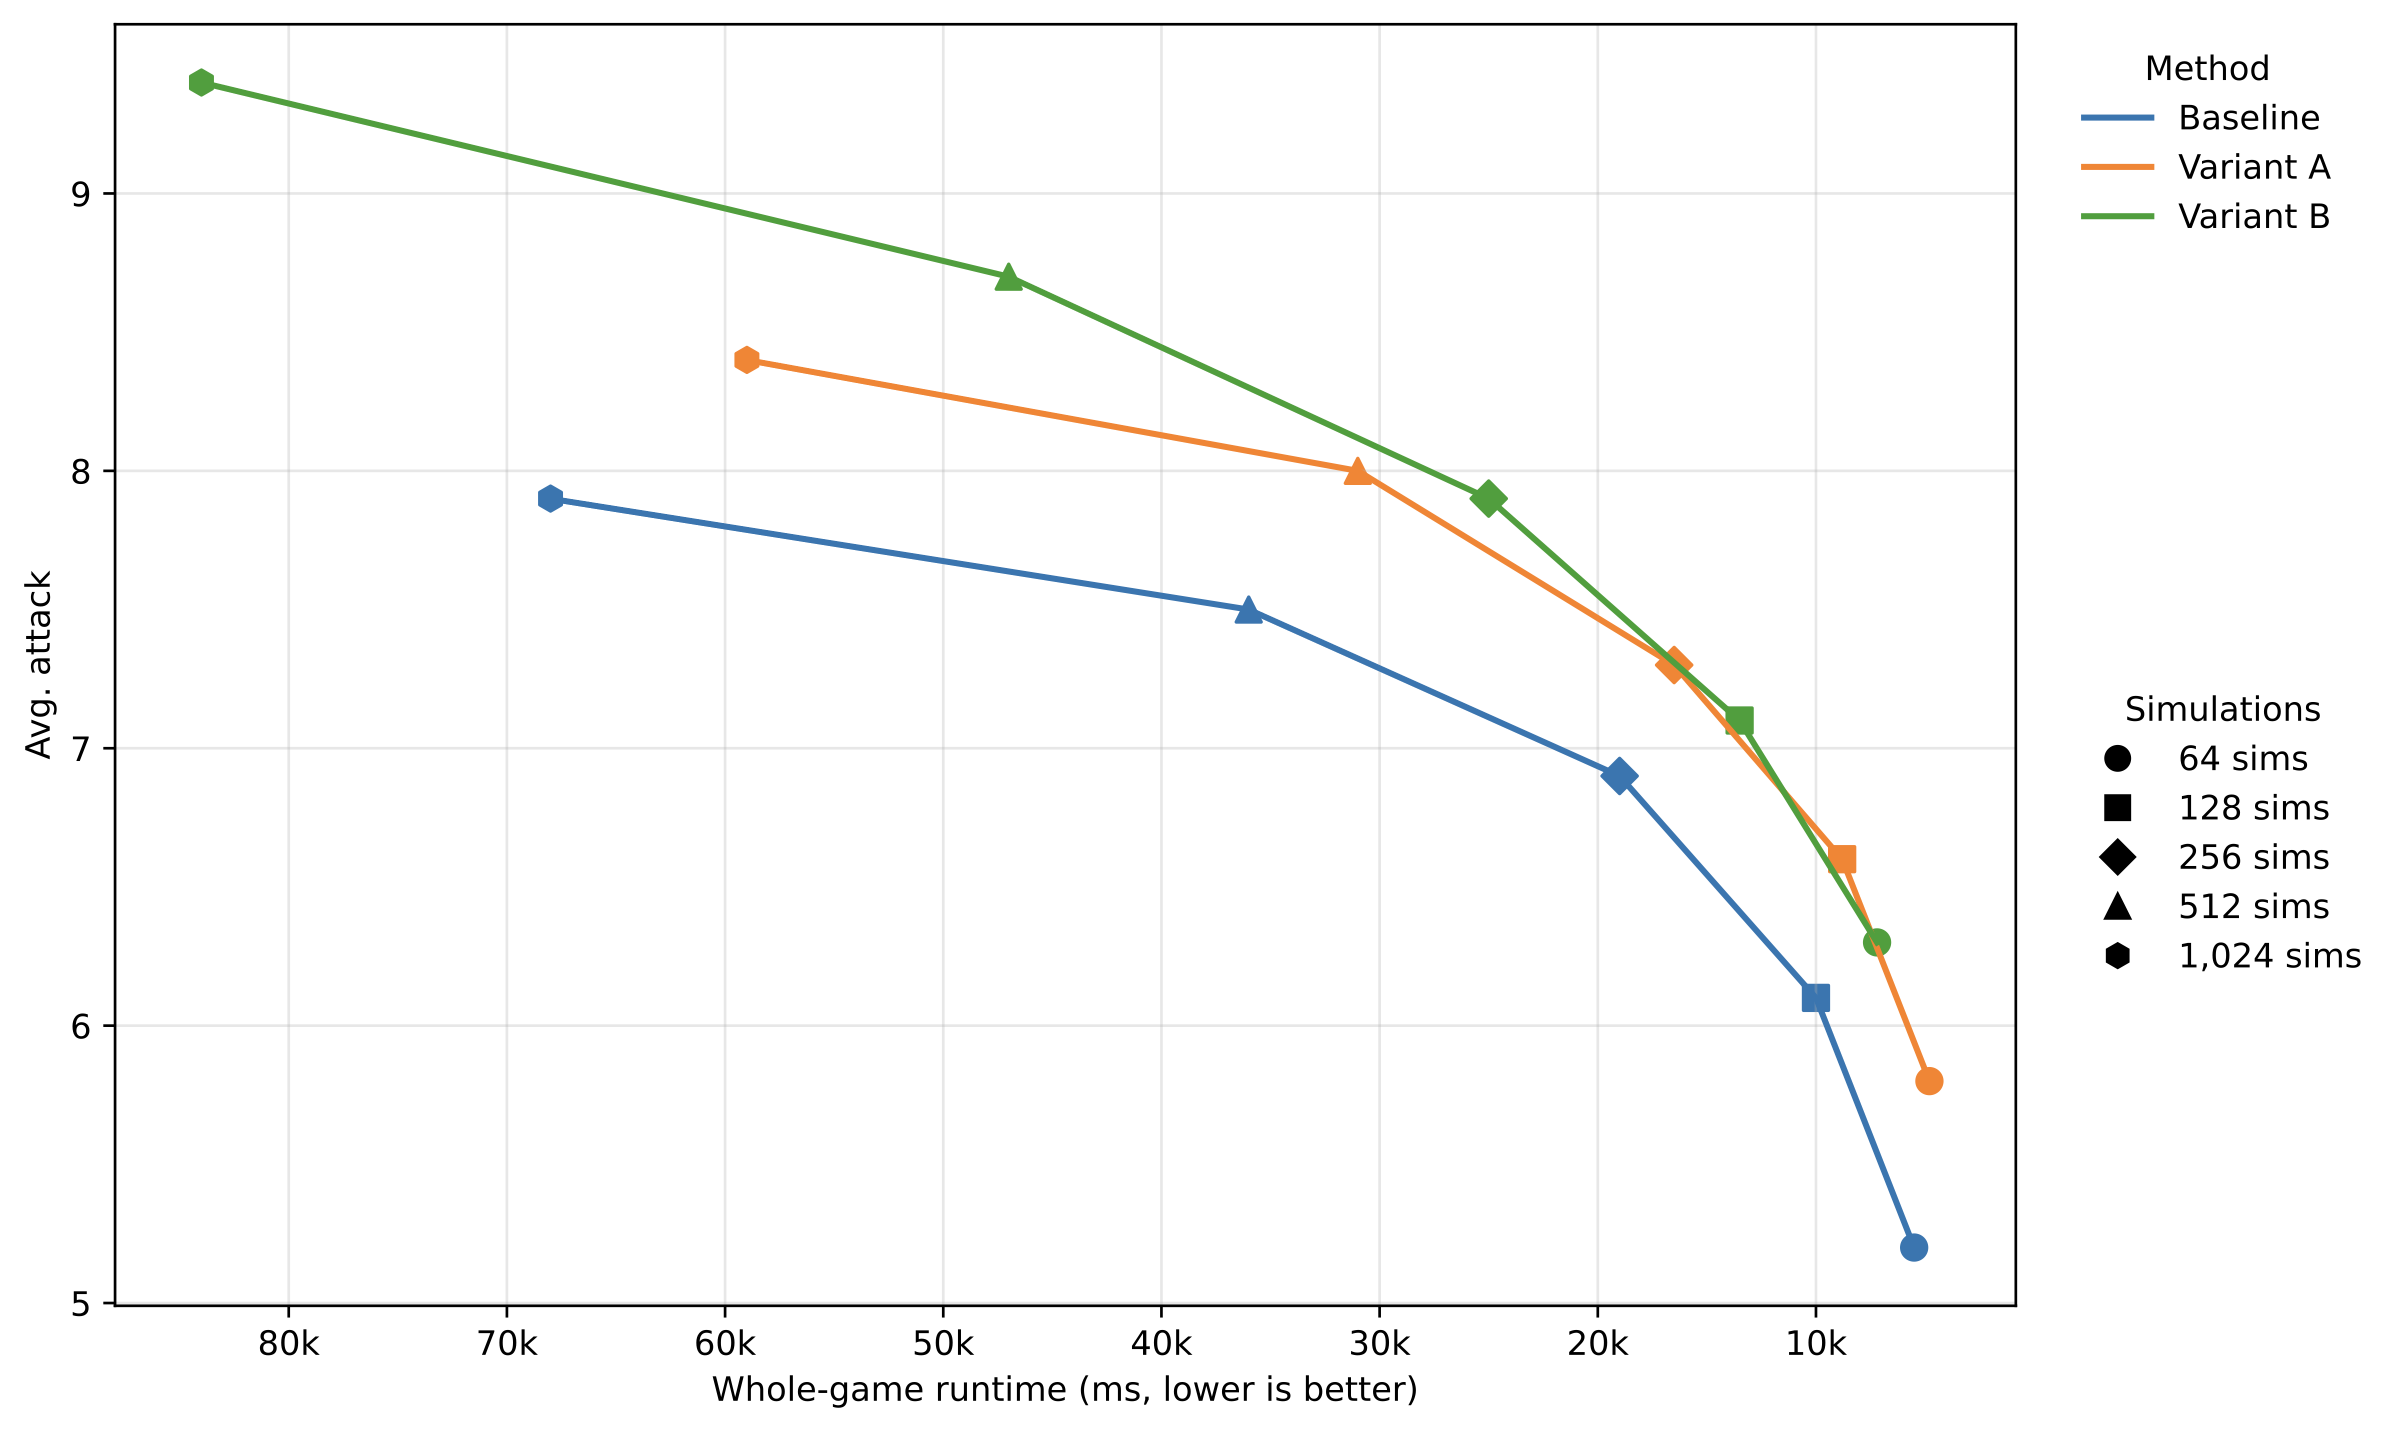 Method
Baseline
Variant A
Variant B
9
8
7
6
5
Avg. attack
Simulations
64 sims
128 sims
256 sims
512 sims
1,024 sims
80k 70k 60k 50k 40k 30k 20k 10k
Whole-game runtime (ms, lower is better)